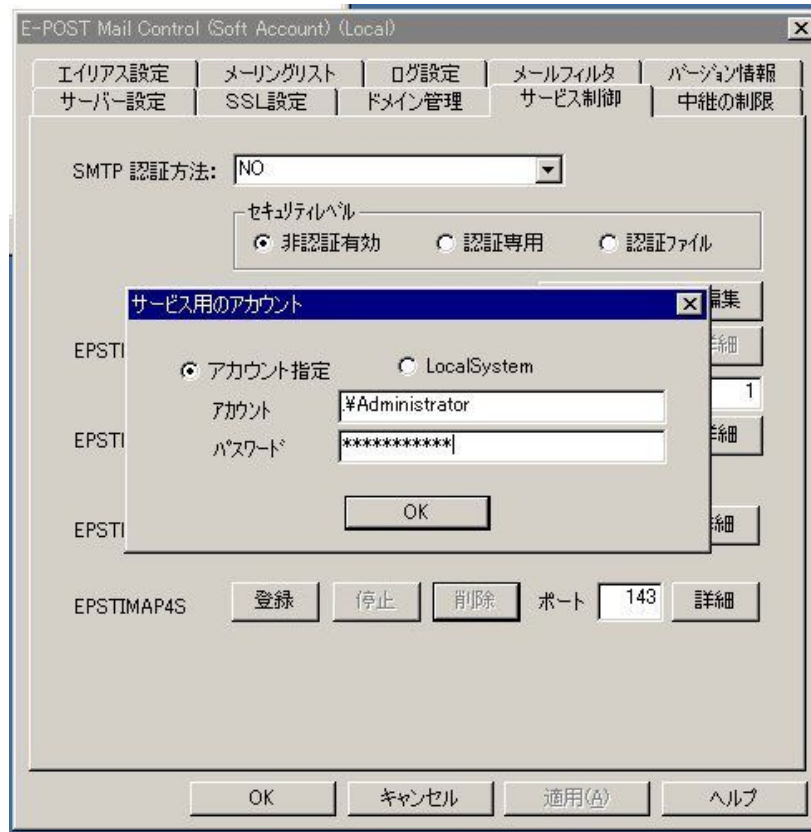 E-POST Mail Control (Soft Account) (Local)
エイリアス設定 メーリングリスト ログ設定 メールフィルタ バージョン情報
サーバー設定 SSL設定 ドメイン管理 サービス制御 中継の制限
SMTP 認証方法: NO
セキュリティレベル
非認証有効 認証専用 認証ファイル
編集
サービス用のアカウント
EPSTI
アカウント指定 LocalSystem
アカウント .¥Administrator
1
EPSTI
パスワード ***********
OK
EPSTI
EPSTIMAP4S 登録 停止 削除 ポート 143 詳細
OK キャンセル 適用(A) ヘルプ